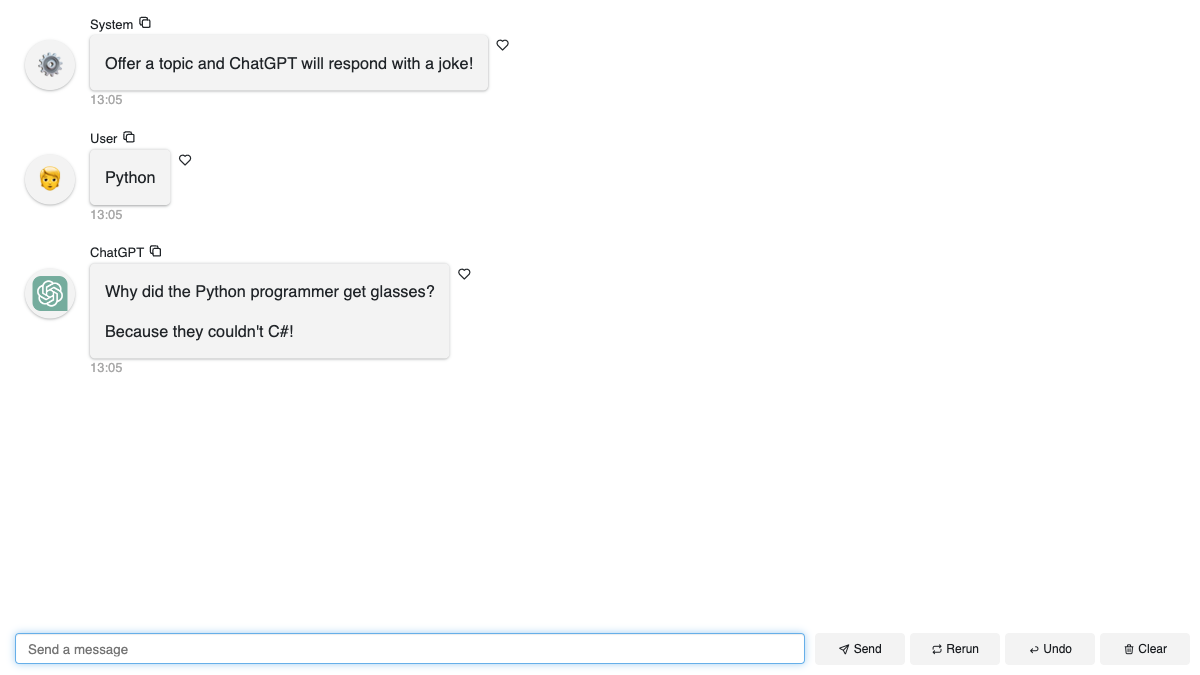 System
Offer a topic and ChatGPT will respond with a joke!
13:05
User
Python
13:05
ChatGPT
Why did the Python programmer get glasses?
Because they couldn't C#!
13:05
Send a message
Send
Rerun
Undo
Clear